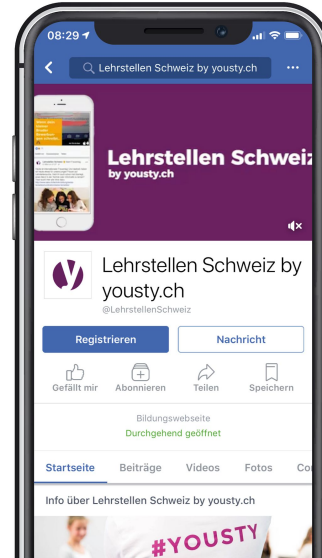 08:29
Lehrstellen Schweiz by yousty.ch
Lehrstellen Schweiz
by yousty.ch
Lehrstellen Schweiz by
yousty.ch
@LehrstellenSchweiz
Registrieren
Nachricht
Gefällt mir
Abonnieren
Teilen
Speichern
Bildungswebseite
Durchgehend geöffnet
Startseite
Beiträge
Videos
Fotos
Co
Info über Lehrstellen Schweiz by yousty.ch
#YOUSTY